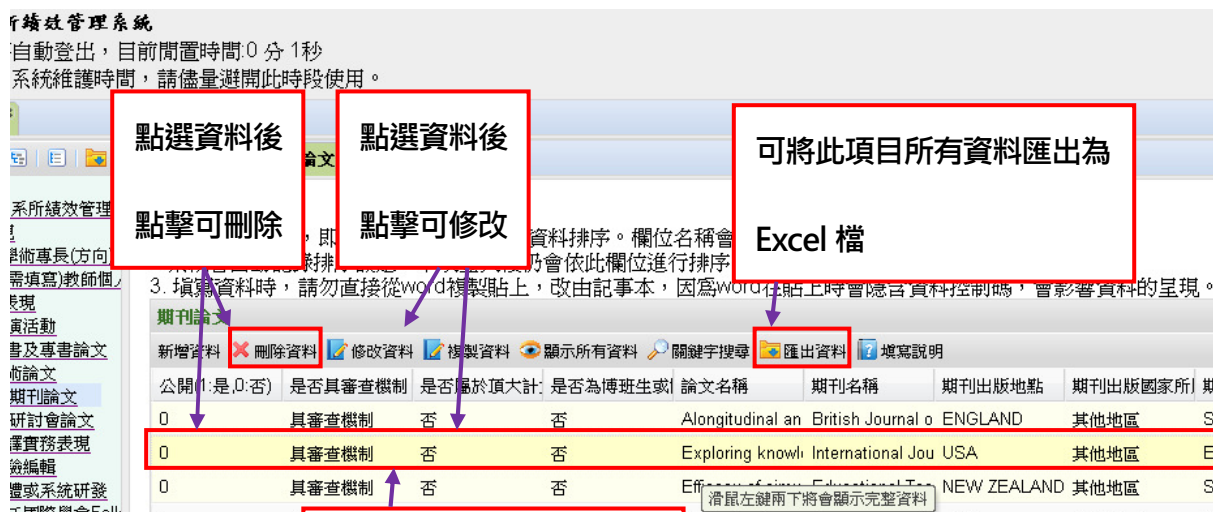 所績效管理系統
自動登出，目前閒置時間:0 分 1秒
系統維護時間，請儘量避開此時段使用。
點選資料後
點擊可刪除
點選資料後
點擊可修改
可將此項目所有資料匯出為
Excel 檔
論文
系所績效管理
學術專長(方向)
需填寫)教師個人
表現
演活動
書及專書論文
術論文
期刊論文
研討會論文
譯實務表現
驗編輯
體或系統研發
，即
資料排序。欄位名稱會
仍會依此欄位進行排序
3. 填寫資料時，請勿直接從word複製貼上，改由記事本，因為word在貼上時會隱含資料控制碼，會影響資料的呈現。
期刊論文
新增資料 刪除資料 修改資料 複製資料 顯示所有資料 關鍵字搜尋 匯出資料 填寫說明
公開(1:是,0:否) 是否具審查機制 是否屬於頂大計 是否為博班生或 論文名稱 期刊名稱 期刊出版地點 期刊出版國家所 期
0 具審查機制 否 否 Alongitudinal an British Journal o ENGLAND 其他地區 S
0 具審查機制 否 否 Exploring knowl International Jou USA 其他地區 E
0 具審查機制 否 否 NEW ZEALAND 其他地區 S
滑鼠左鍵兩下將會顯示完整資料